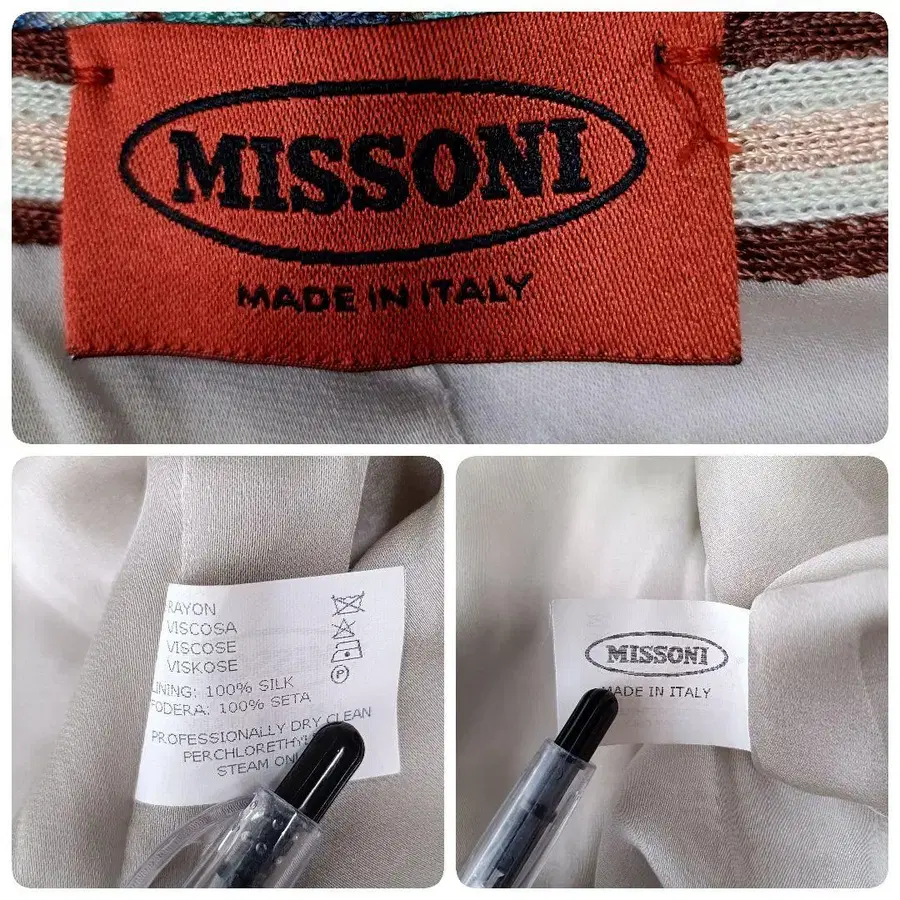 MISSONI
MADE IN ITALY
RAYON
VISCOSA
VISCOSE
VISKOSE
LINING: 100% SILK
FODERA: 100% SETA
PROFESSIONALLY DRY CLEAN
STEAM
P
MISSONI
MADE IN ITALY